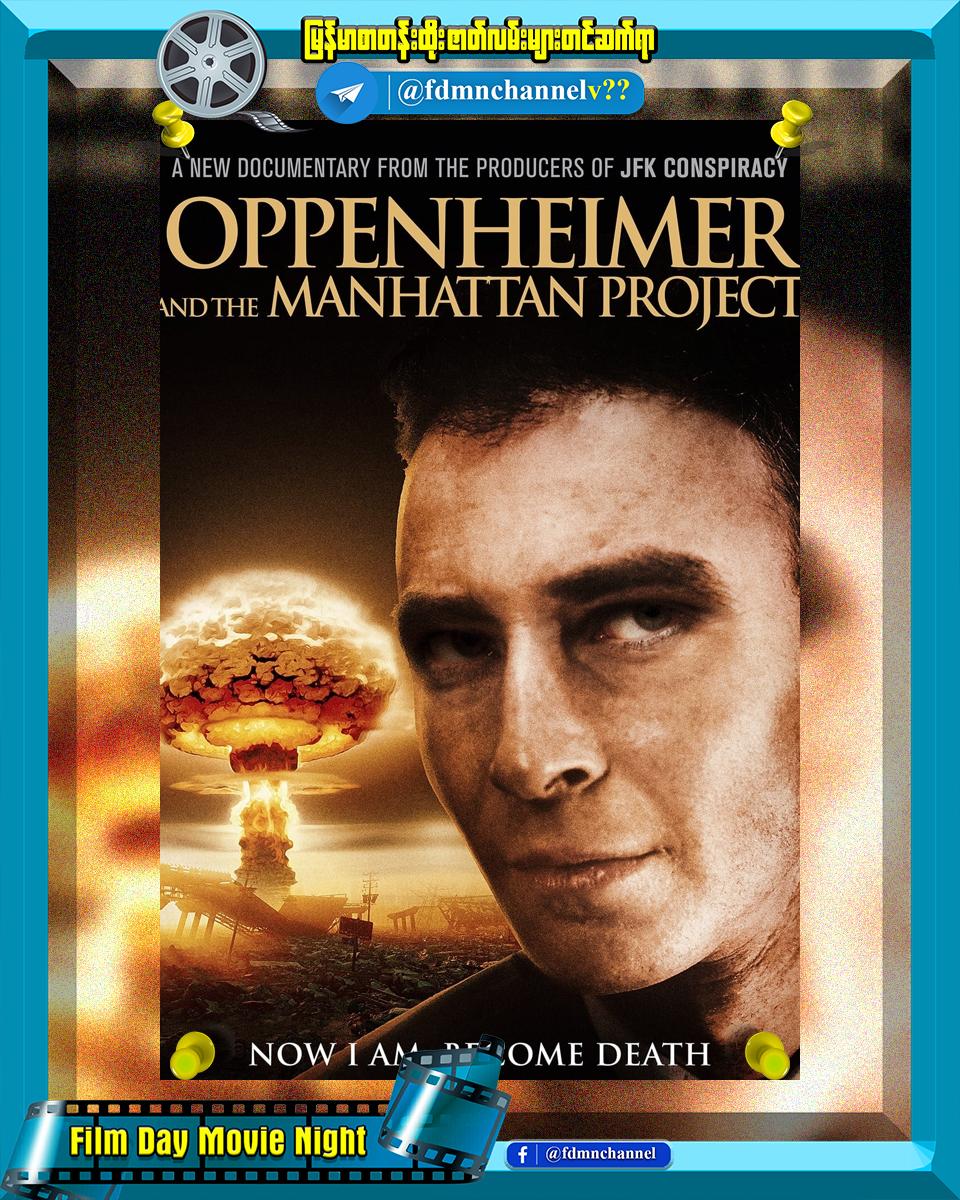 မြန်မာစာတန်းထိုးဇာတ်လမ်းများတင်ဆက်ရာ
@fdmnchannelv??
A NEW DOCUMENTARY FROM THE PRODUCERS OF JFK CONSPIRACY
OPPENHEIMER
AND THE MANHATTAN PROJECT
NOW I AM BECOME DEATH
Film Day Movie Night
@fdmnchannel